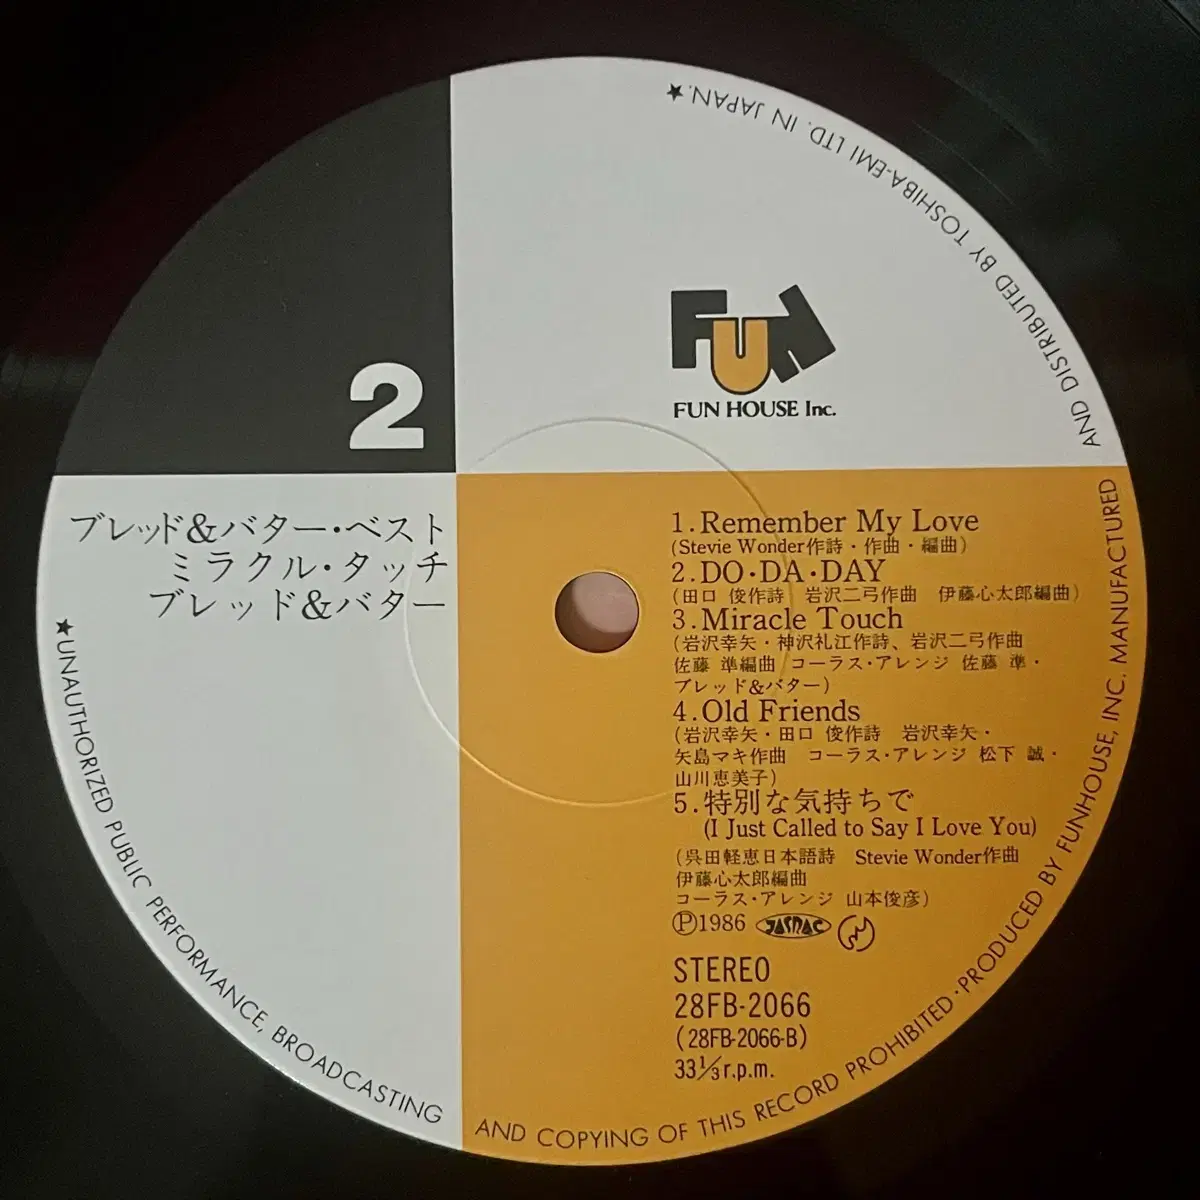 FUN
FUN HOUSE Inc.
2
ブレッド&バター・ベスト
ミラクル・タッチ
ブレッド&バター
1. Remember My Love
(Stevie Wonder作詩・作曲・編曲)
2. DO・DA・DAY
(田口 俊作詩 岩沢二弓作曲 伊藤心太郎編曲)
3. Miracle Touch
(岩沢幸矢・神沢礼江作詩、岩沢二弓作曲
佐藤 準編曲 コーラス・アレンジ 佐藤 準・
ブレッド&バター)
4. Old Friends
(岩沢幸矢・田口 俊作詩 岩沢幸矢・
矢島マキ作曲 コーラス・アレンジ 松下 誠・
山川恵美子)
5. 特別な気持ちで
(I Just Called to Say I Love You)
(呉田軽恵日本語詩 Stevie Wonder作曲
伊藤心太郎編曲
コーラス・アレンジ 山本俊彦)
Ⓟ1986 JASRAC
STEREO
28FB-2066
(28FB-2066-B)
33 1/3 r.p.m.
★UNAUTHORIZED PUBLIC PERFORMANCE, BROADCASTING AND COPYING OF THIS RECORD PROHIBITED・PRODUCED BY FUNHOUSE, INC. MANUFACTURED AND DISTRIBUTED BY TOSHIBA-EMI LTD. IN JAPAN.★